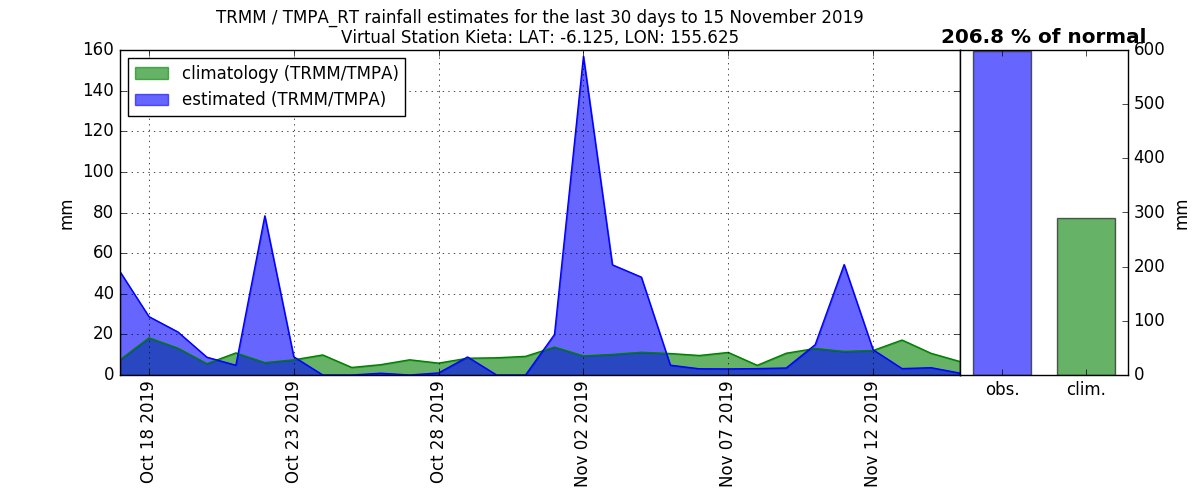 TRMM / TMPA_RT rainfall estimates for the last 30 days to 15 November 2019
Virtual Station Kieta: LAT: -6.125, LON: 155.625
206.8 % of normal
climatology (TRMM/TMPA)
estimated (TRMM/TMPA)
mm
160
140
120
100
80
60
40
20
0
Oct 18 2019
Oct 23 2019
Oct 28 2019
Nov 02 2019
Nov 07 2019
Nov 12 2019
600
500
400
300
200
100
0
mm
obs.
clim.